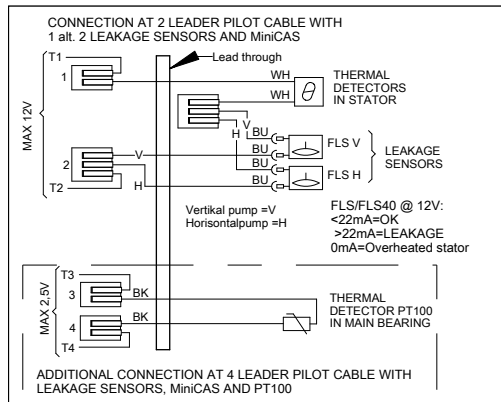 CONNECTION AT 2 LEADER PILOT CABLE WITH
1 alt. 2 LEAKAGE SENSORS AND MiniCAS
T1
Lead through
1
WH
WH
THERMAL
DETECTORS
IN STATOR
θ
MAX 12V
V
H
BU
FLS V
BU
2
V
BU
FLS H
H
BU
LEAKAGE
SENSORS
T2
Vertikal pump =V
Horisontalpump =H
FLS/FLS40 @ 12V:
<22mA=OK
>22mA=LEAKAGE
0mA=Overheated stator
MAX 2,5V
T3
3
BK
4
BK
T4
THERMAL
DETECTOR PT100
IN MAIN BEARING
ADDITIONAL CONNECTION AT 4 LEADER PILOT CABLE WITH
LEAKAGE SENSORS, MiniCAS AND PT100